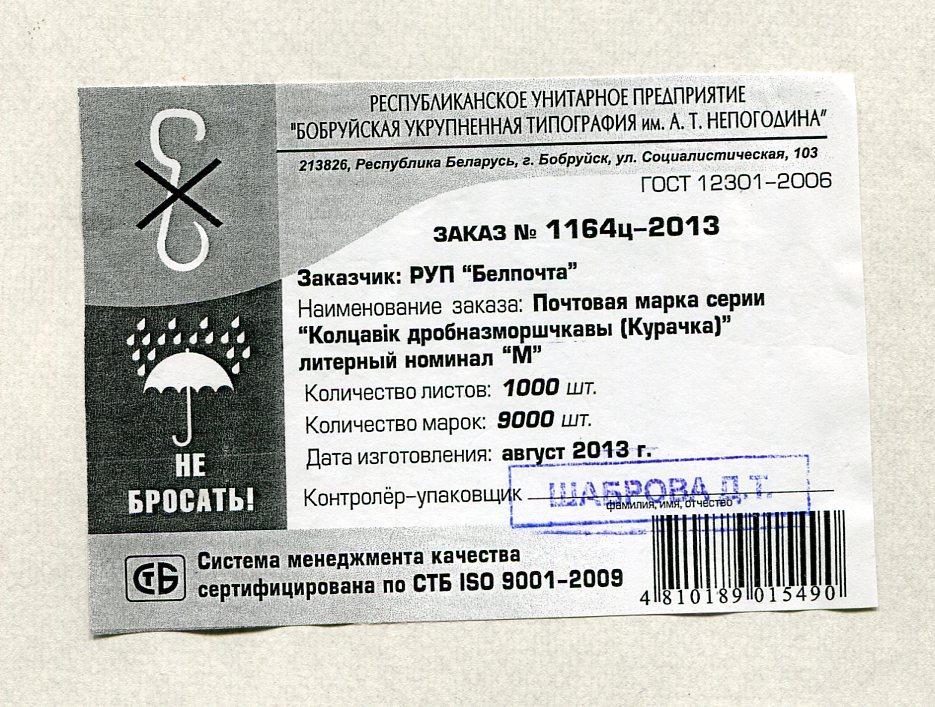 РЕСПУБЛИКАНСКОЕ УНИТАРНОЕ ПРЕДПРИЯТИЕ
"БОБРУЙСКАЯ УКРУПНЕННАЯ ТИПОГРАФИЯ им. А. Т. НЕПОГОДИНА"
213826, Республика Беларусь, г. Бобруйск, ул. Социалистическая, 103
ГОСТ 12301-2006
ЗАКАЗ № 1164ц-2013
Заказчик: РУП "Белпочта"
Наименование заказа: Почтовая марка серии
"Колцавік дробназморшчкавы (Курачка)"
литерный номинал "М"
Количество листов: 1000 шт.
Количество марок: 9000 шт.
Дата изготовления: август 2013 г.
Контролёр-упаковщик ШАБРОВА Д.Т.
фамилия, имя, отчество
НЕ
БРОСАТЬ!
СТБ
Система менеджмента качества
сертифицирована по СТБ ISO 9001-2009
4 810189 015490